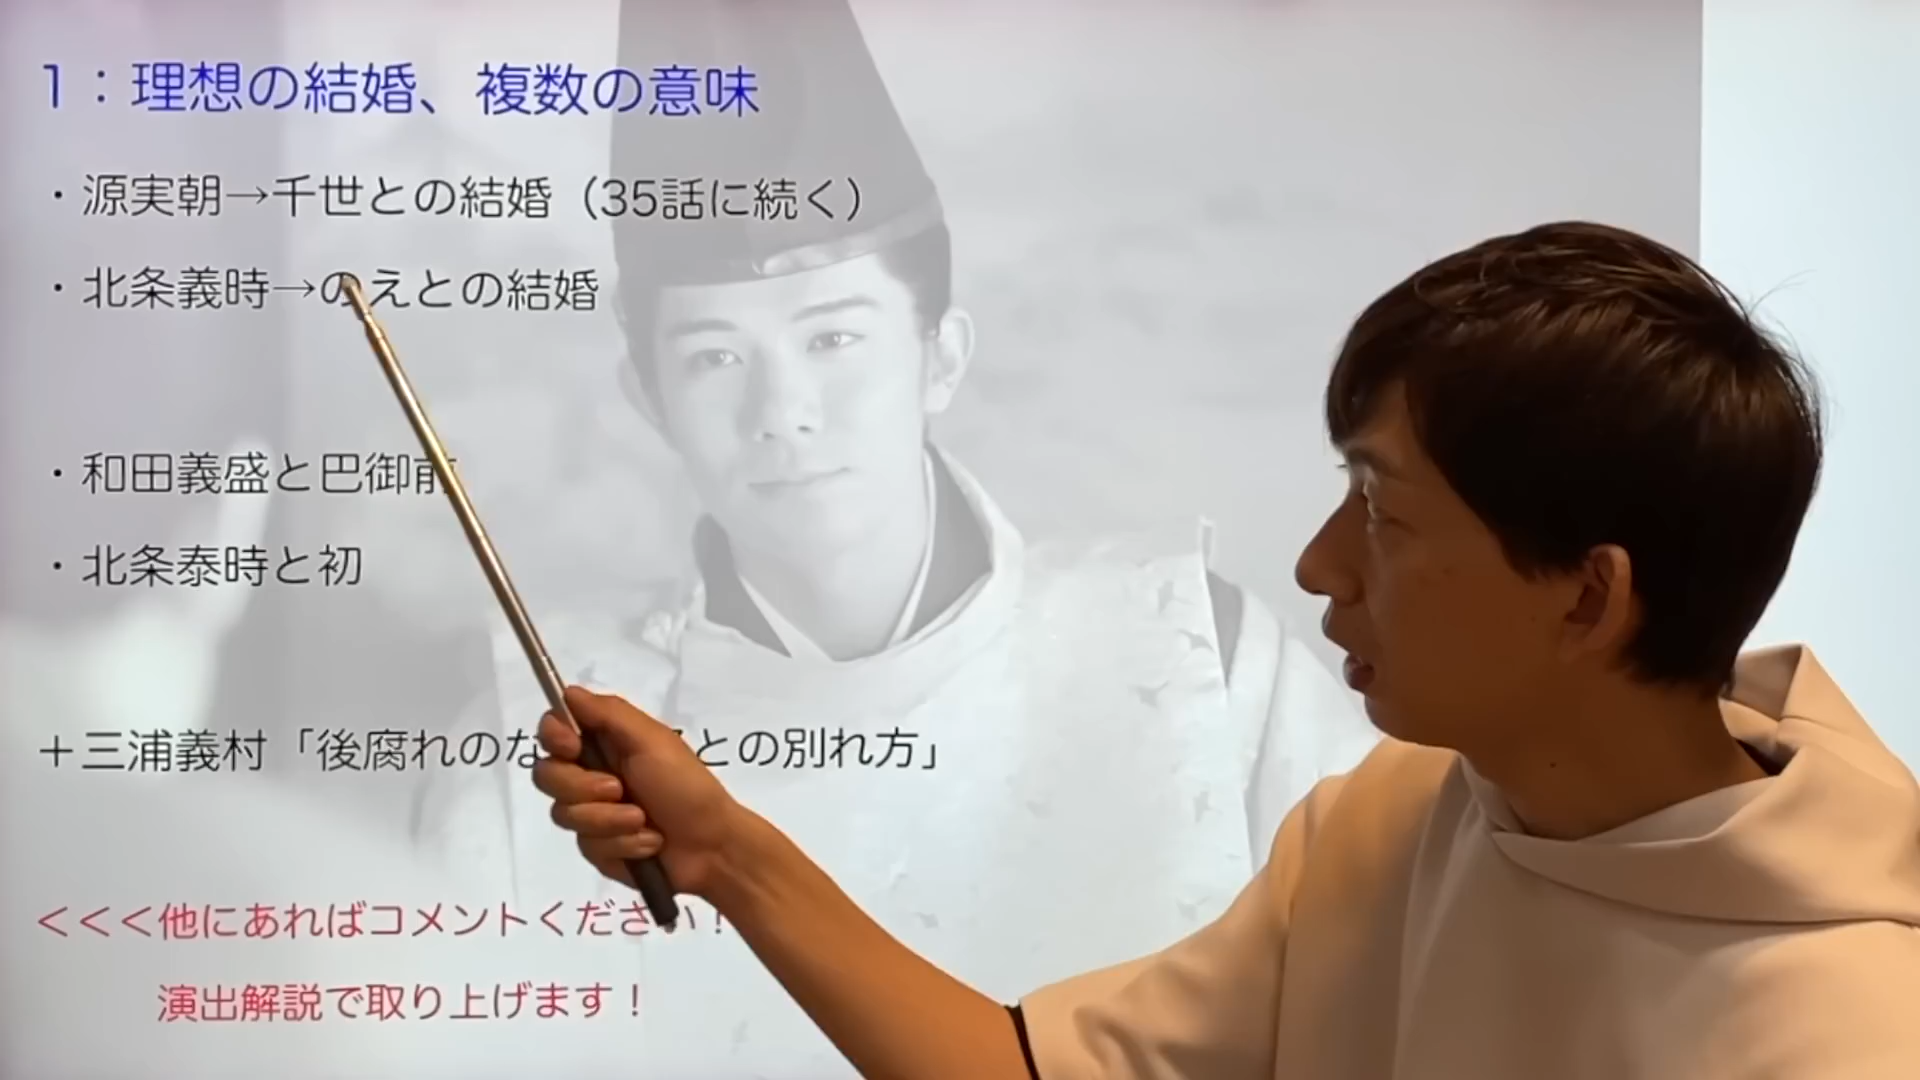 1：理想の結婚、複数の意味
・源実朝→千世との結婚（35話に続く）
・北条義時→のえとの結婚
・和田義盛と巴御前
・北条泰時と初
＋三浦義村「後腐れのな との別れ方」
＜＜＜他にあればコメントください！
演出解説で取り上げます！